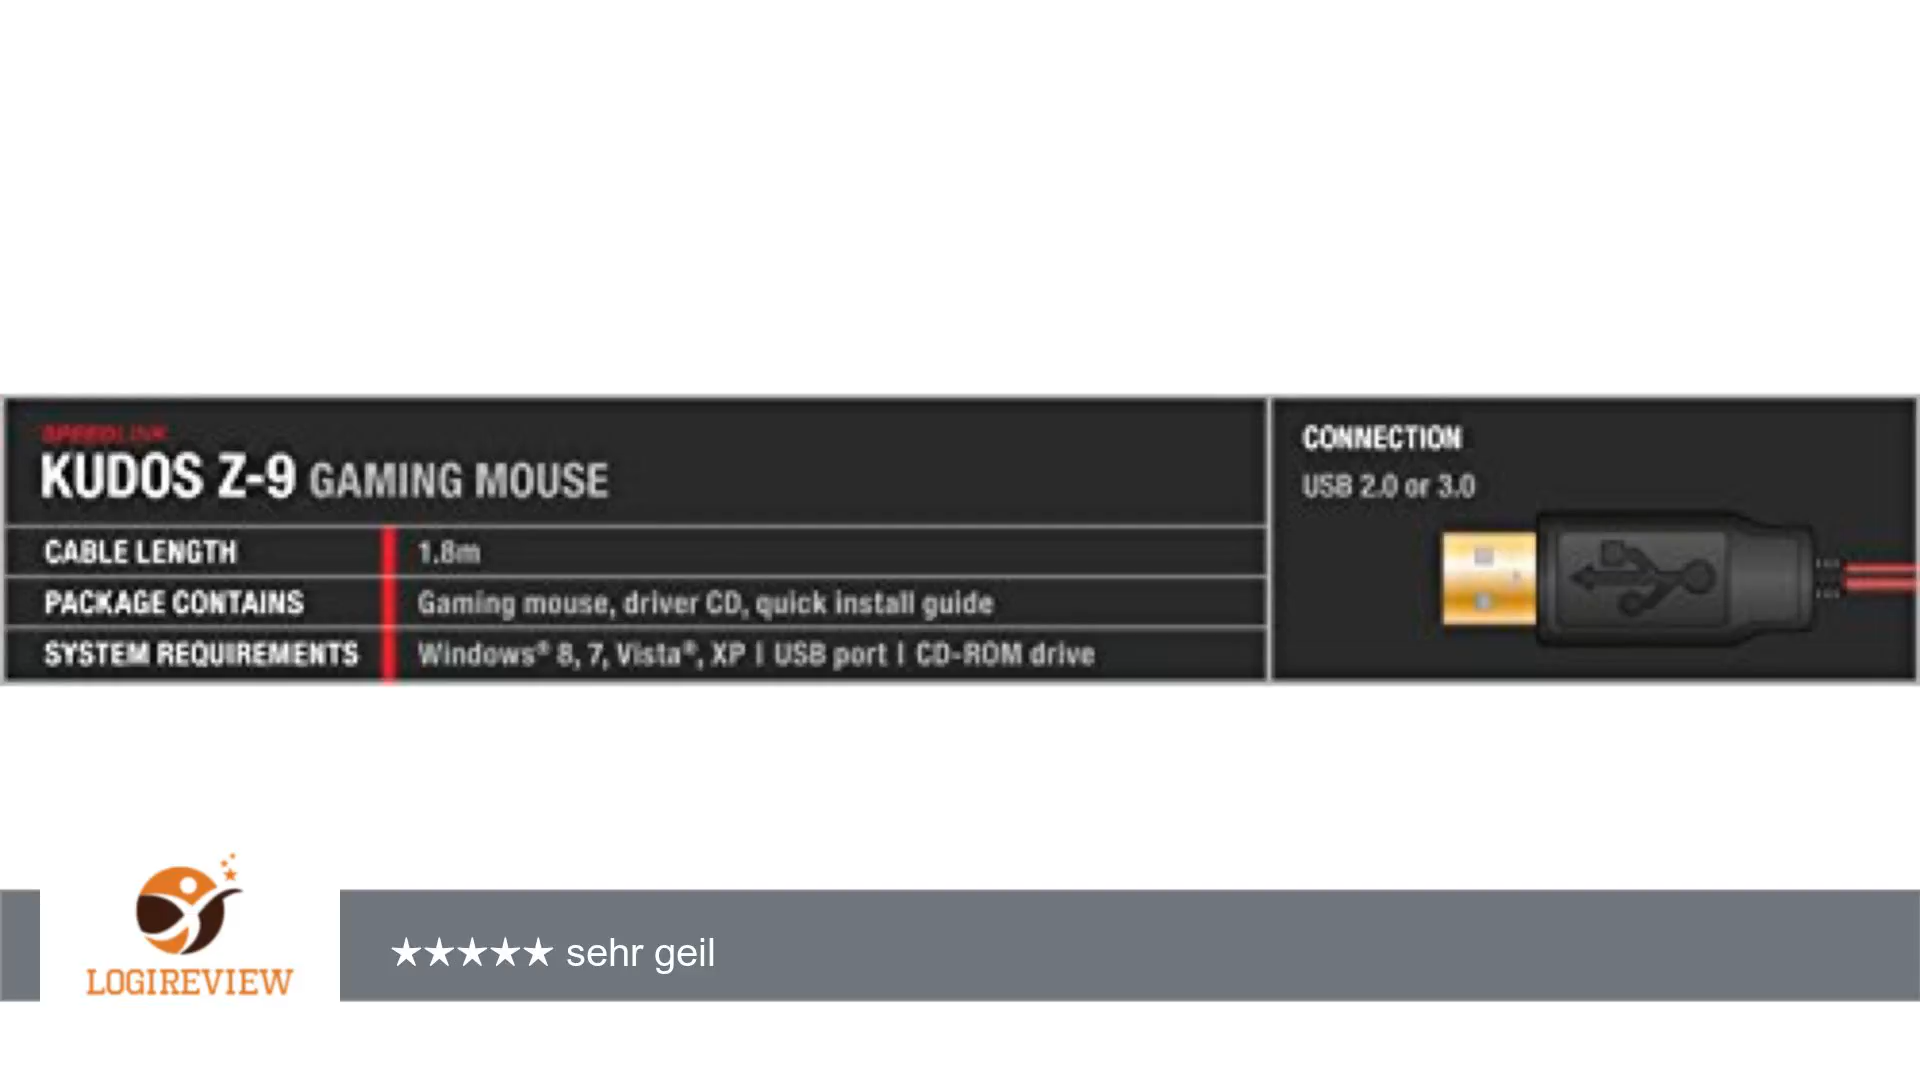 SPEEDLINK
KUDOS Z-9 GAMING MOUSE
CABLE LENGTH 1.8m
PACKAGE CONTAINS Gaming mouse, driver CD, quick install guide
SYSTEM REQUIREMENTS Windows® 8, 7, Vista®, XP | USB port | CD-ROM drive
CONNECTION
USB 2.0 or 3.0
LOGIREVIEW
★★★★★ sehr geil